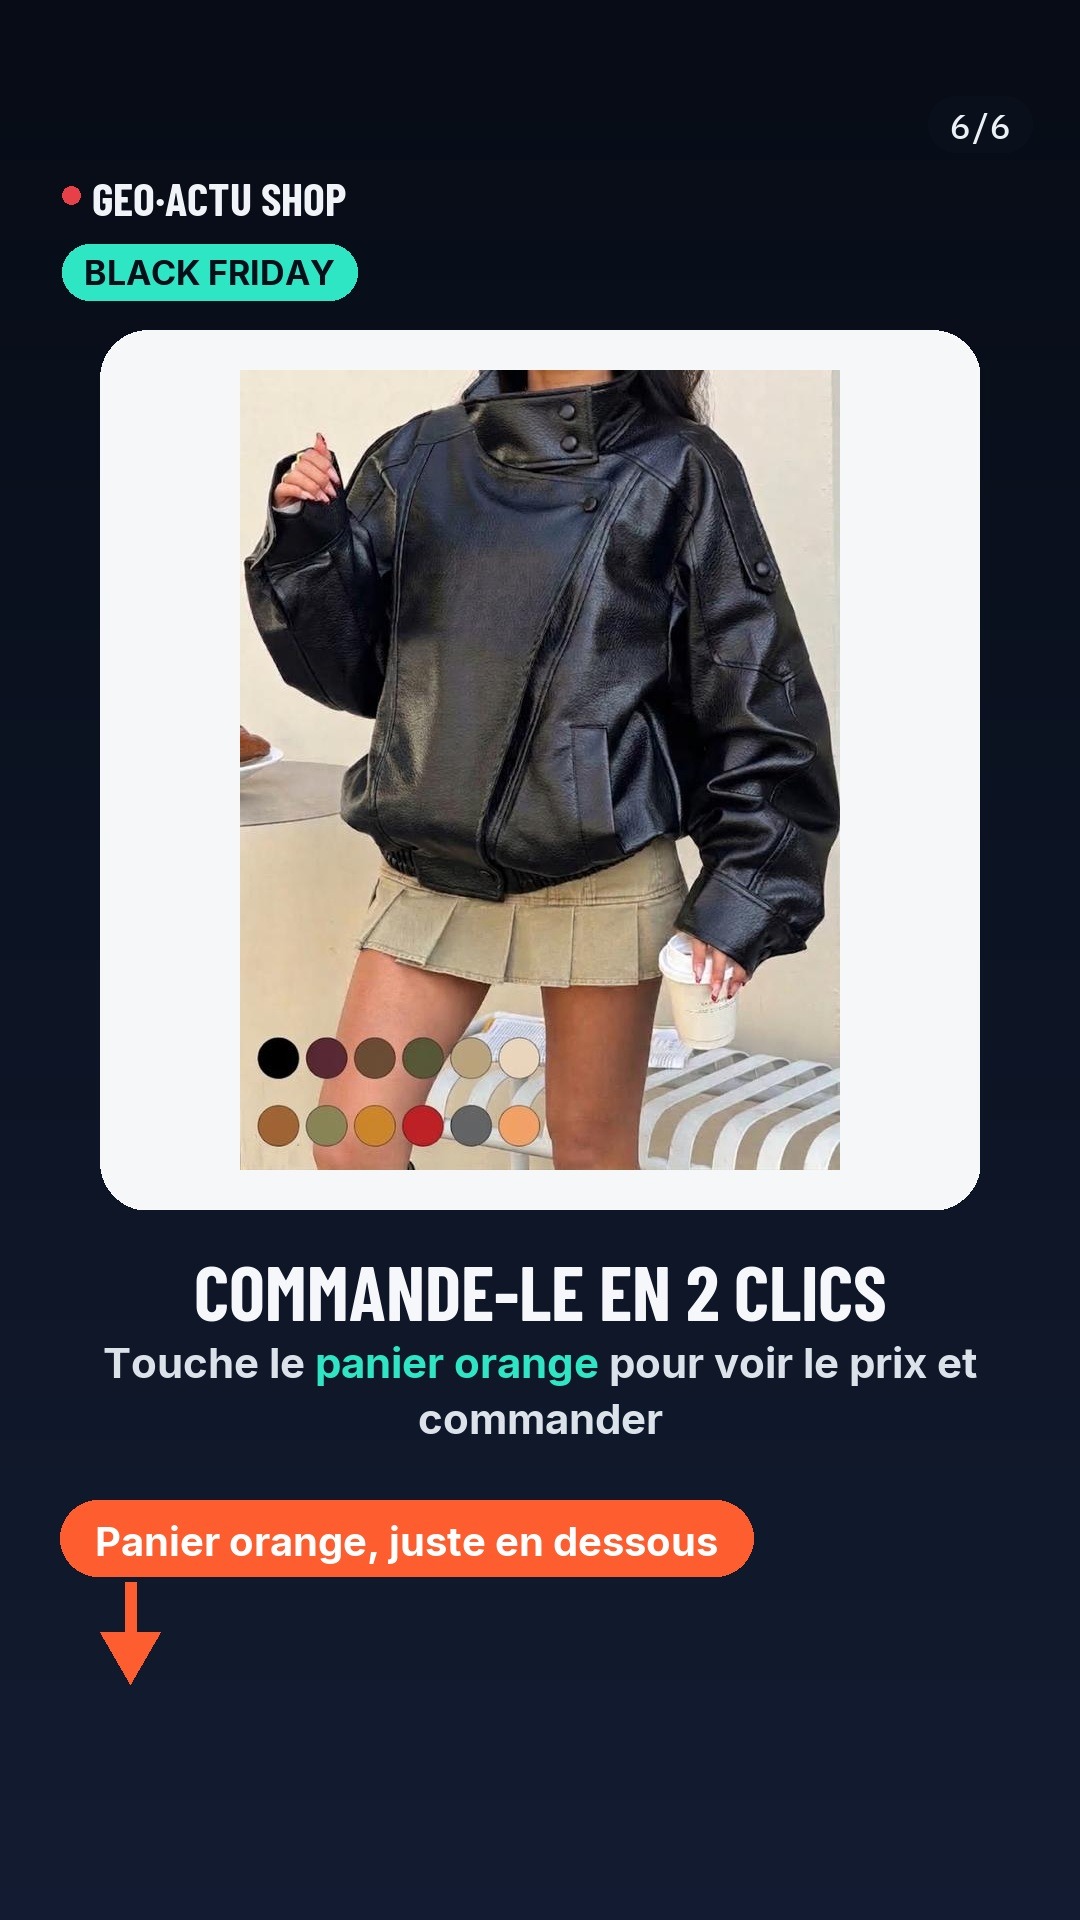 6/6
GEO·ACTU SHOP
BLACK FRIDAY
COMMANDE-LE EN 2 CLICS
Touche le panier orange pour voir le prix et
commander
Panier orange, juste en dessous